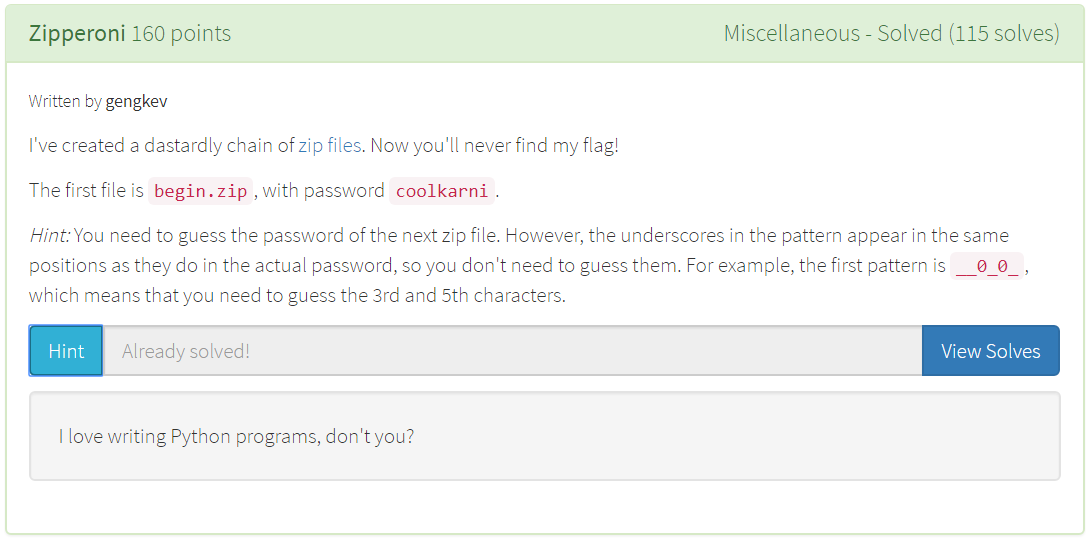 Zipperoni 160 points
Miscellaneous - Solved (115 solves)
Written by gengkev
I've created a dastardly chain of zip files. Now you'll never find my flag!
The first file is begin.zip, with password coolkarni.
Hint: You need to guess the password of the next zip file. However, the underscores in the pattern appear in the same
positions as they do in the actual password, so you don't need to guess them. For example, the first pattern is __0_0_,
which means that you need to guess the 3rd and 5th characters.
Hint
Already solved!
View Solves
I love writing Python programs, don't you?